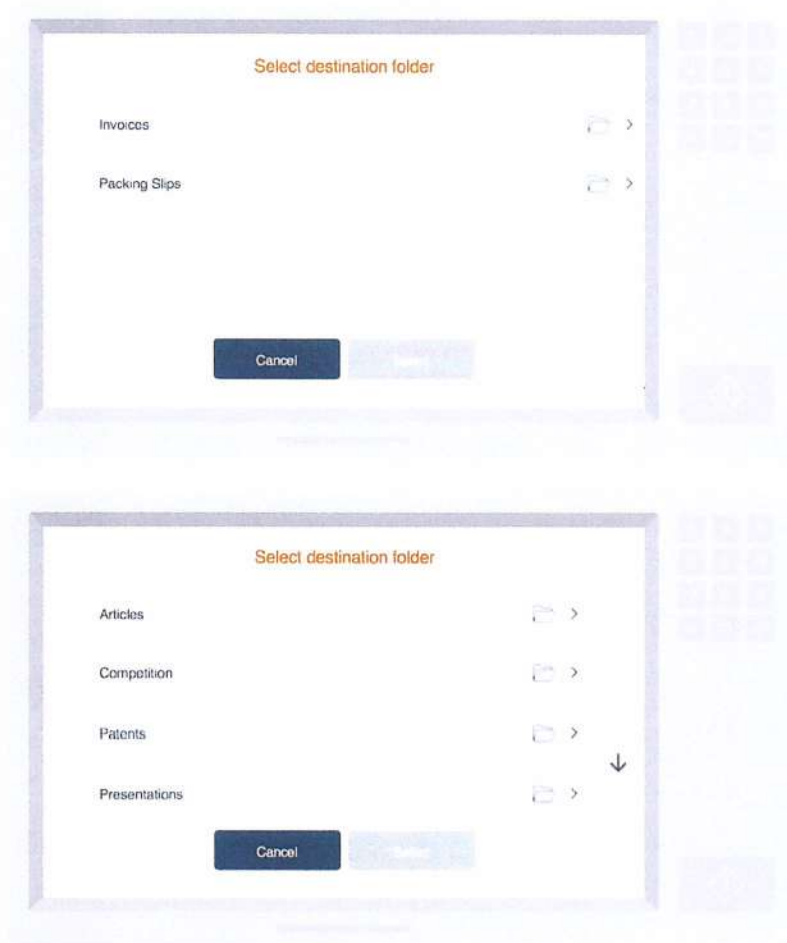 Select destination folder
Invoices
Packing Slips
Cancel
Select destination folder
Articles
Competition
Patents
Presentations
Cancel